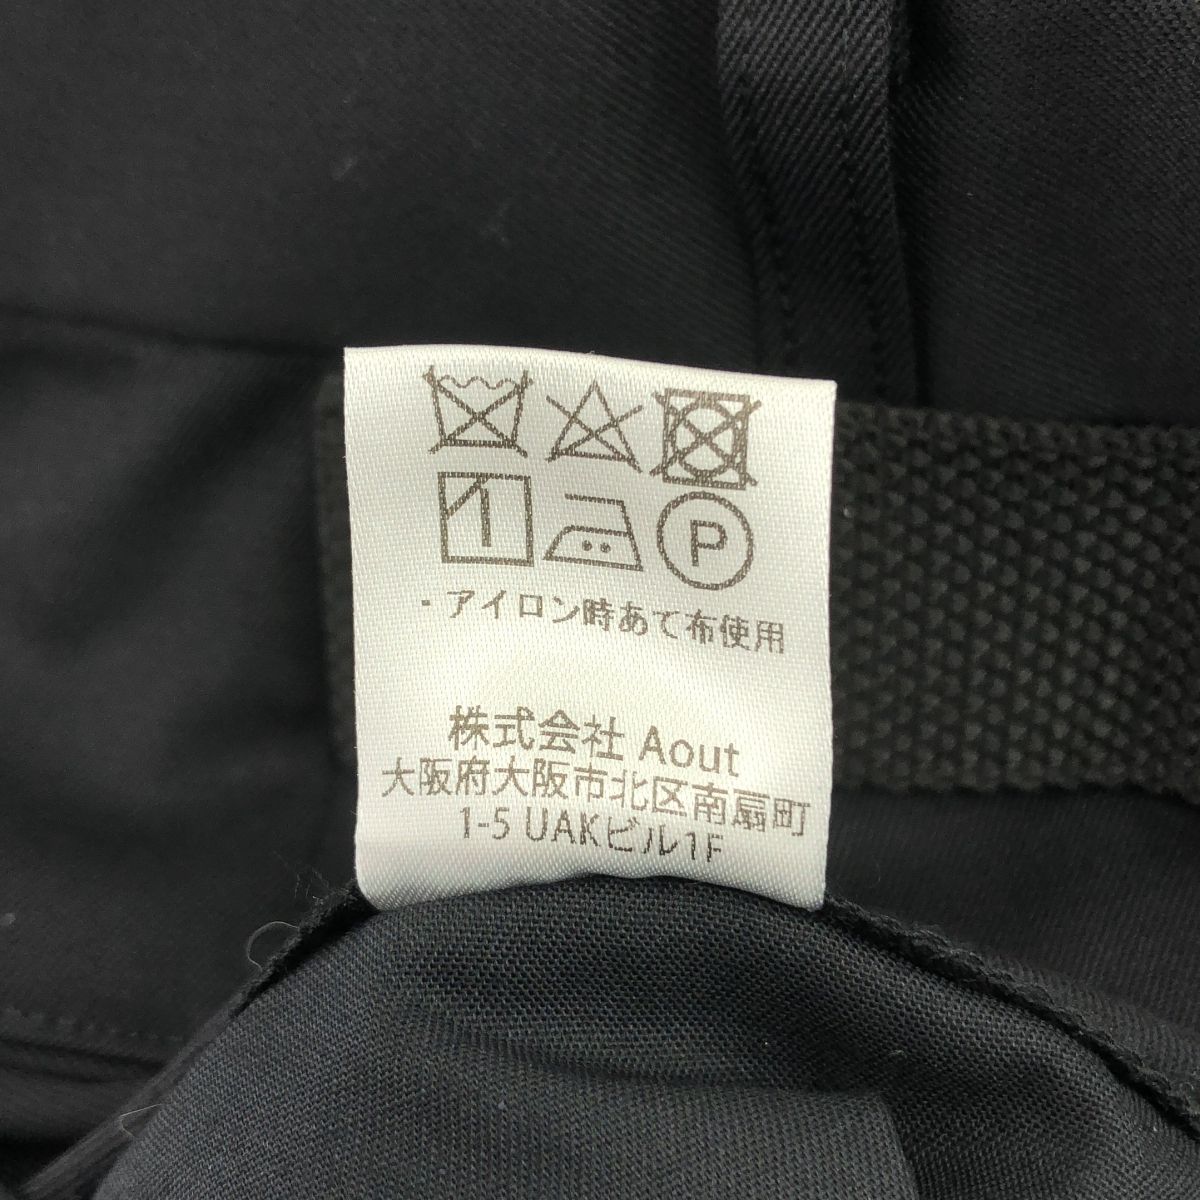 P
・アイロン時あて布使用
株式会社 Aout
大阪府大阪市北区南扇町
1-5 UAKビル1F